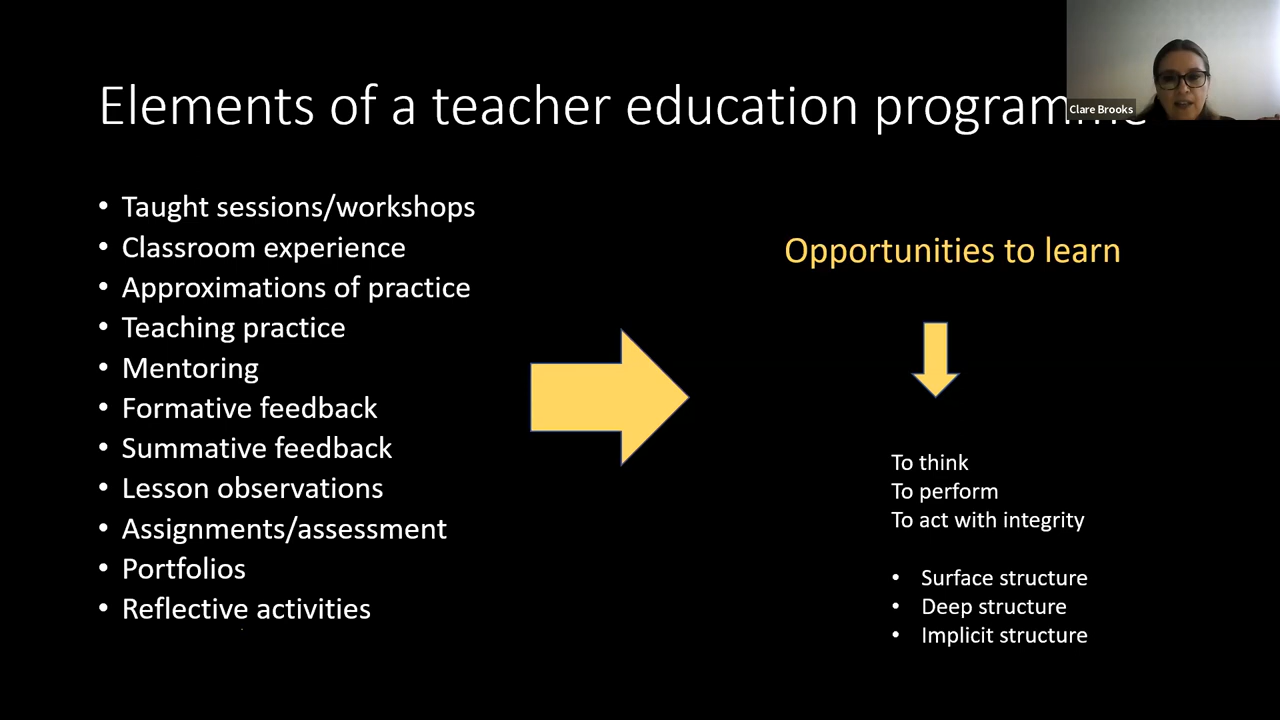 Elements of a teacher education programme
Clare Brooks
• Taught sessions/workshops
• Classroom experience
• Approximations of practice
• Teaching practice
• Mentoring
• Formative feedback
• Summative feedback
• Lesson observations
• Assignments/assessment
• Portfolios
• Reflective activities
Opportunities to learn
To think
To perform
To act with integrity
• Surface structure
• Deep structure
• Implicit structure